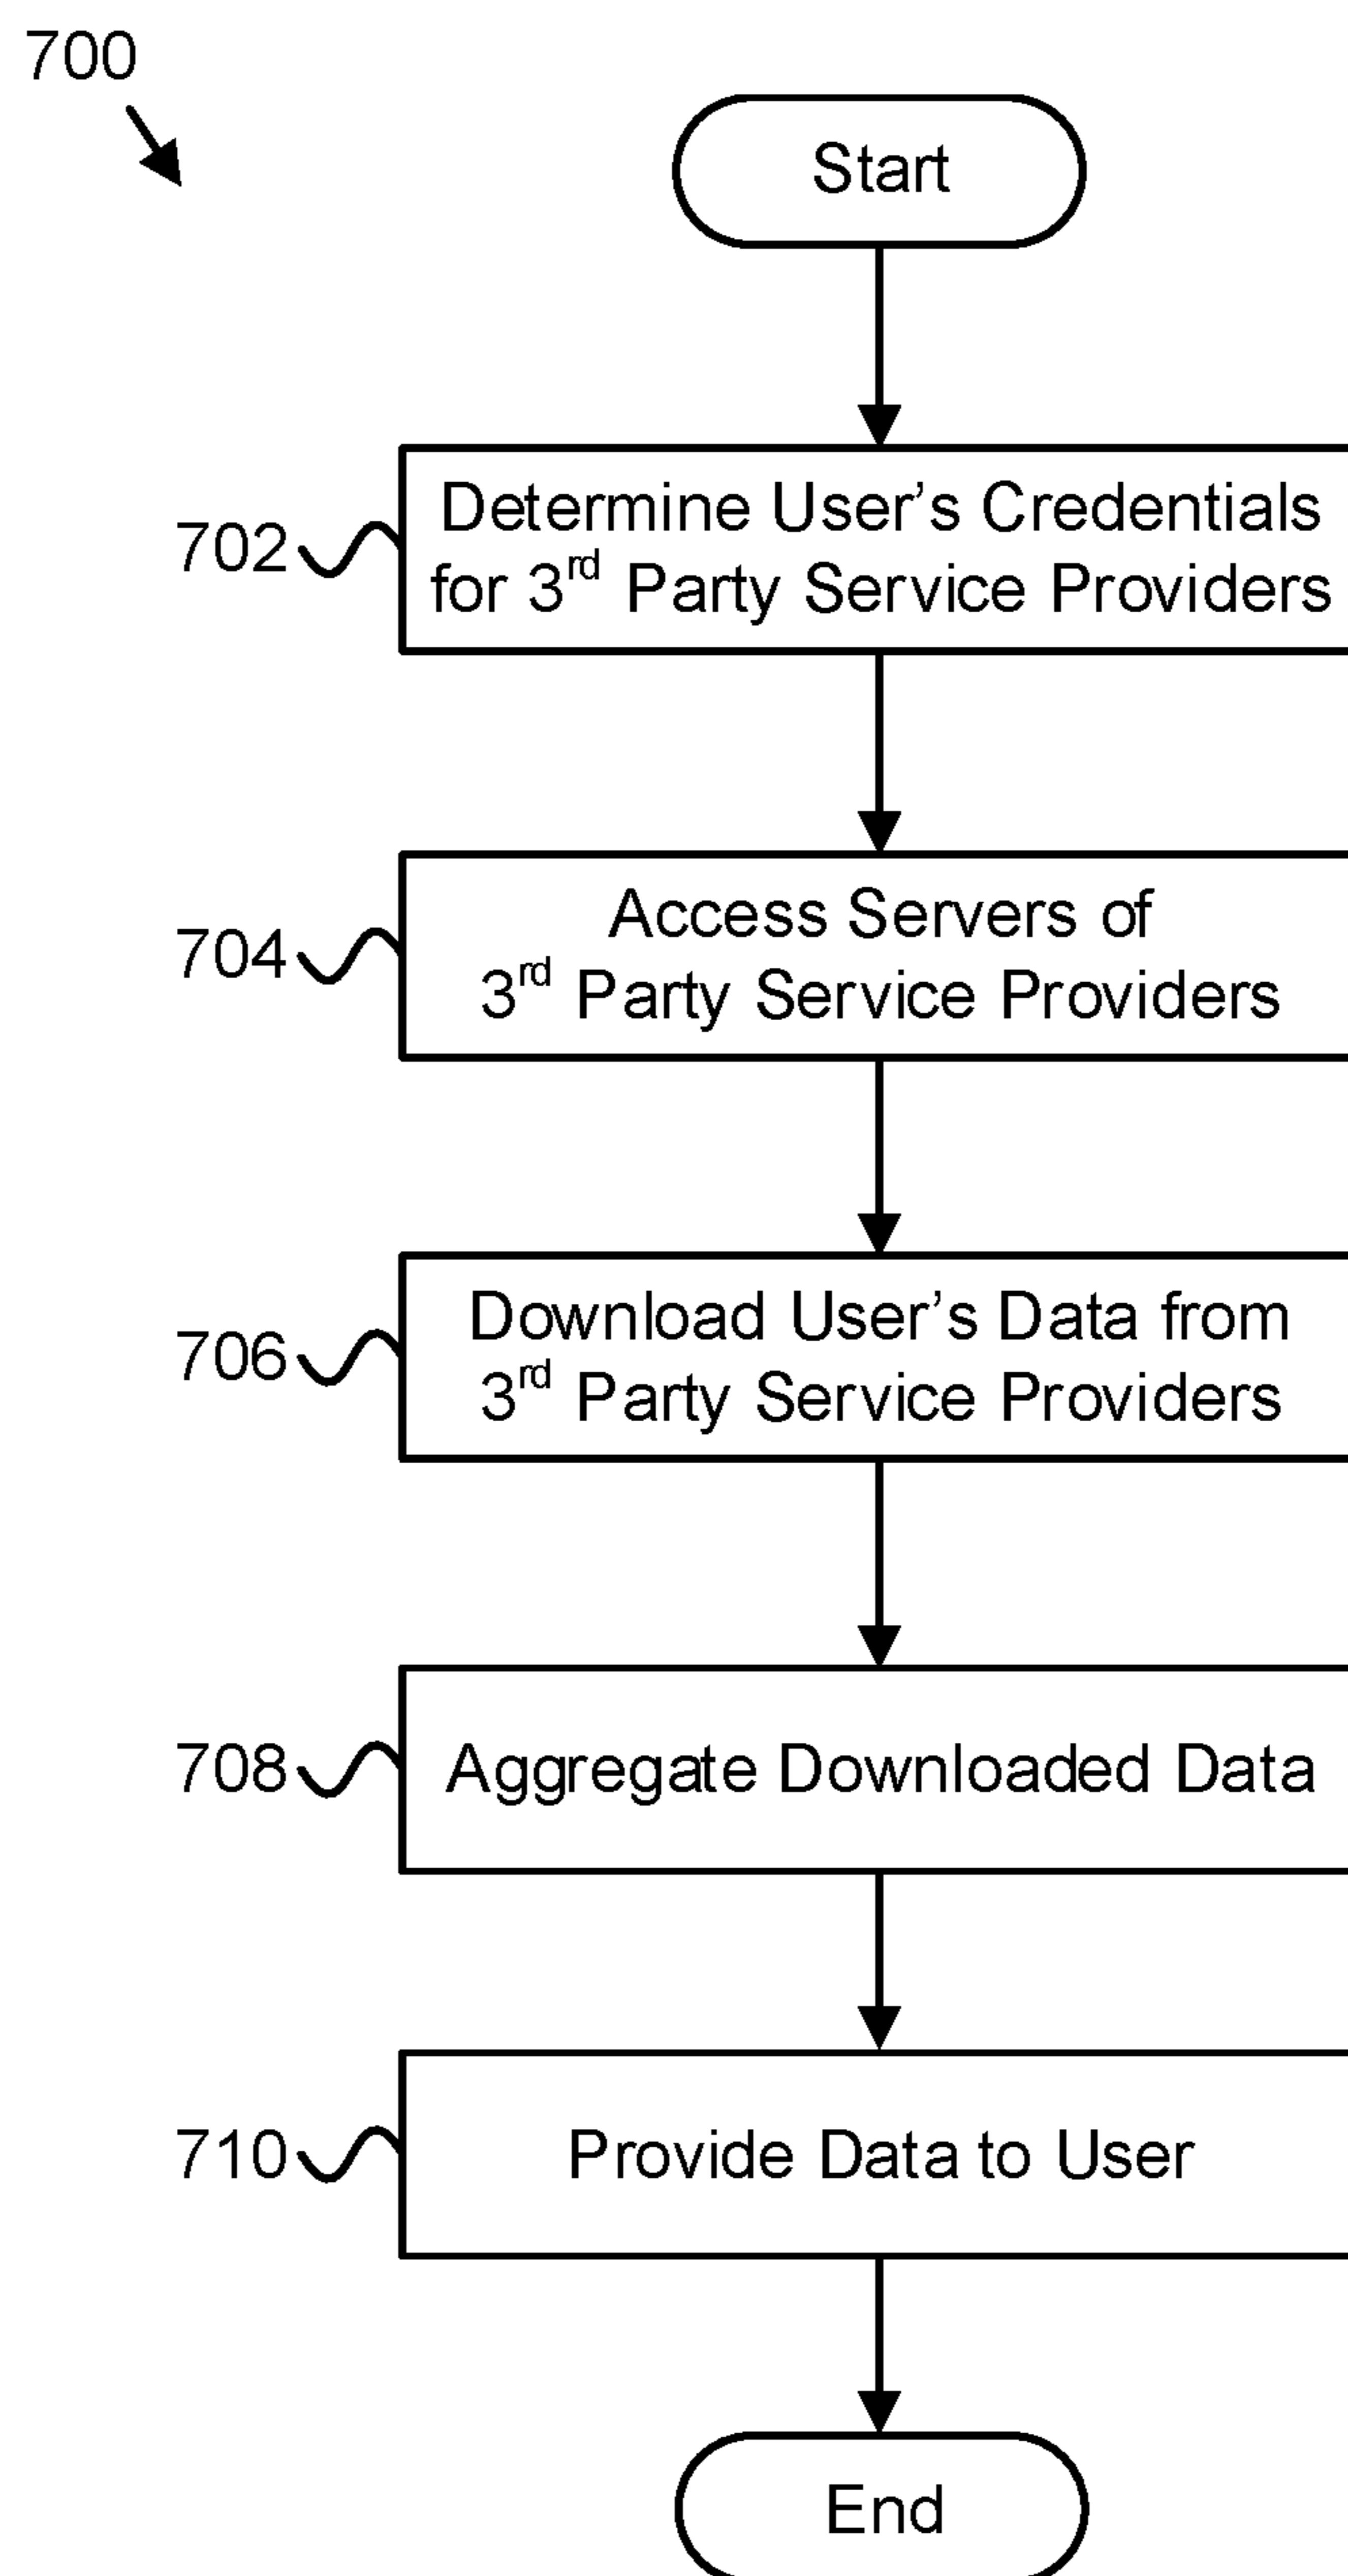 700
Start
702
Determine User’s Credentials
for 3rd Party Service Providers
704
Access Servers of
3rd Party Service Providers
706
Download User’s Data from
3rd Party Service Providers
708
Aggregate Downloaded Data
710
Provide Data to User
End